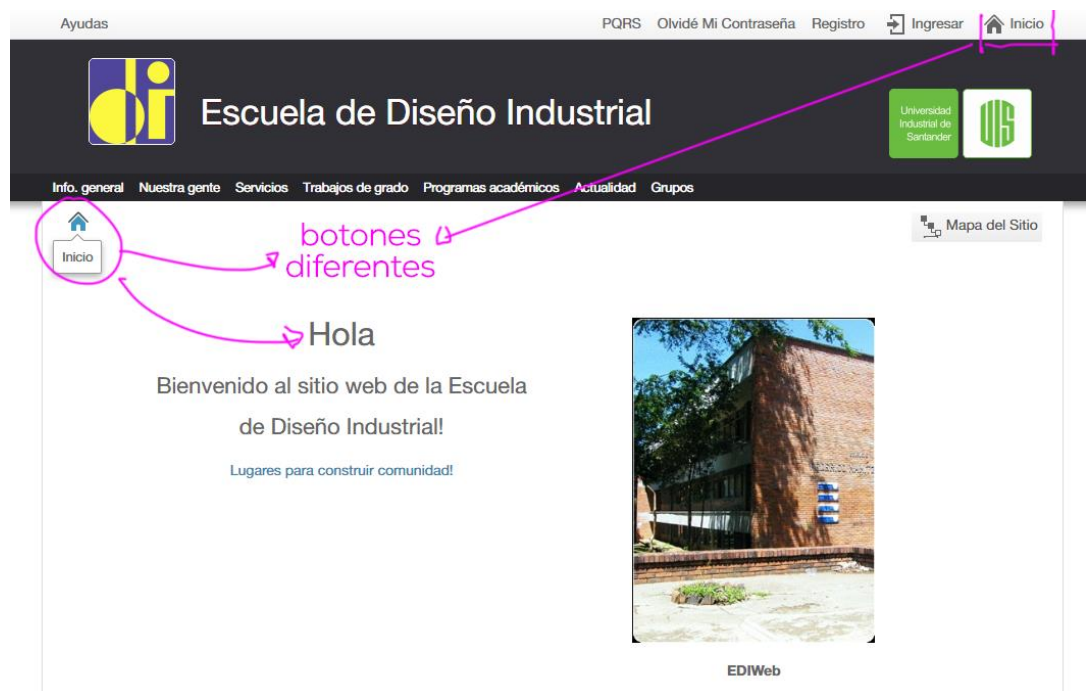 Ayudas
PQRS Olvidé Mi Contraseña Registro Ingresar Inicio
di
Escuela de Diseño Industrial
Universidad
Industrial de
Santander
UIS
Info. general Nuestra gente Servicios Trabajos de grado Programas académicos Actualidad Grupos
Inicio
botones
diferentes
Mapa del Sitio
Hola
Bienvenido al sitio web de la Escuela
de Diseño Industrial!
Lugares para construir comunidad!
EDIWeb